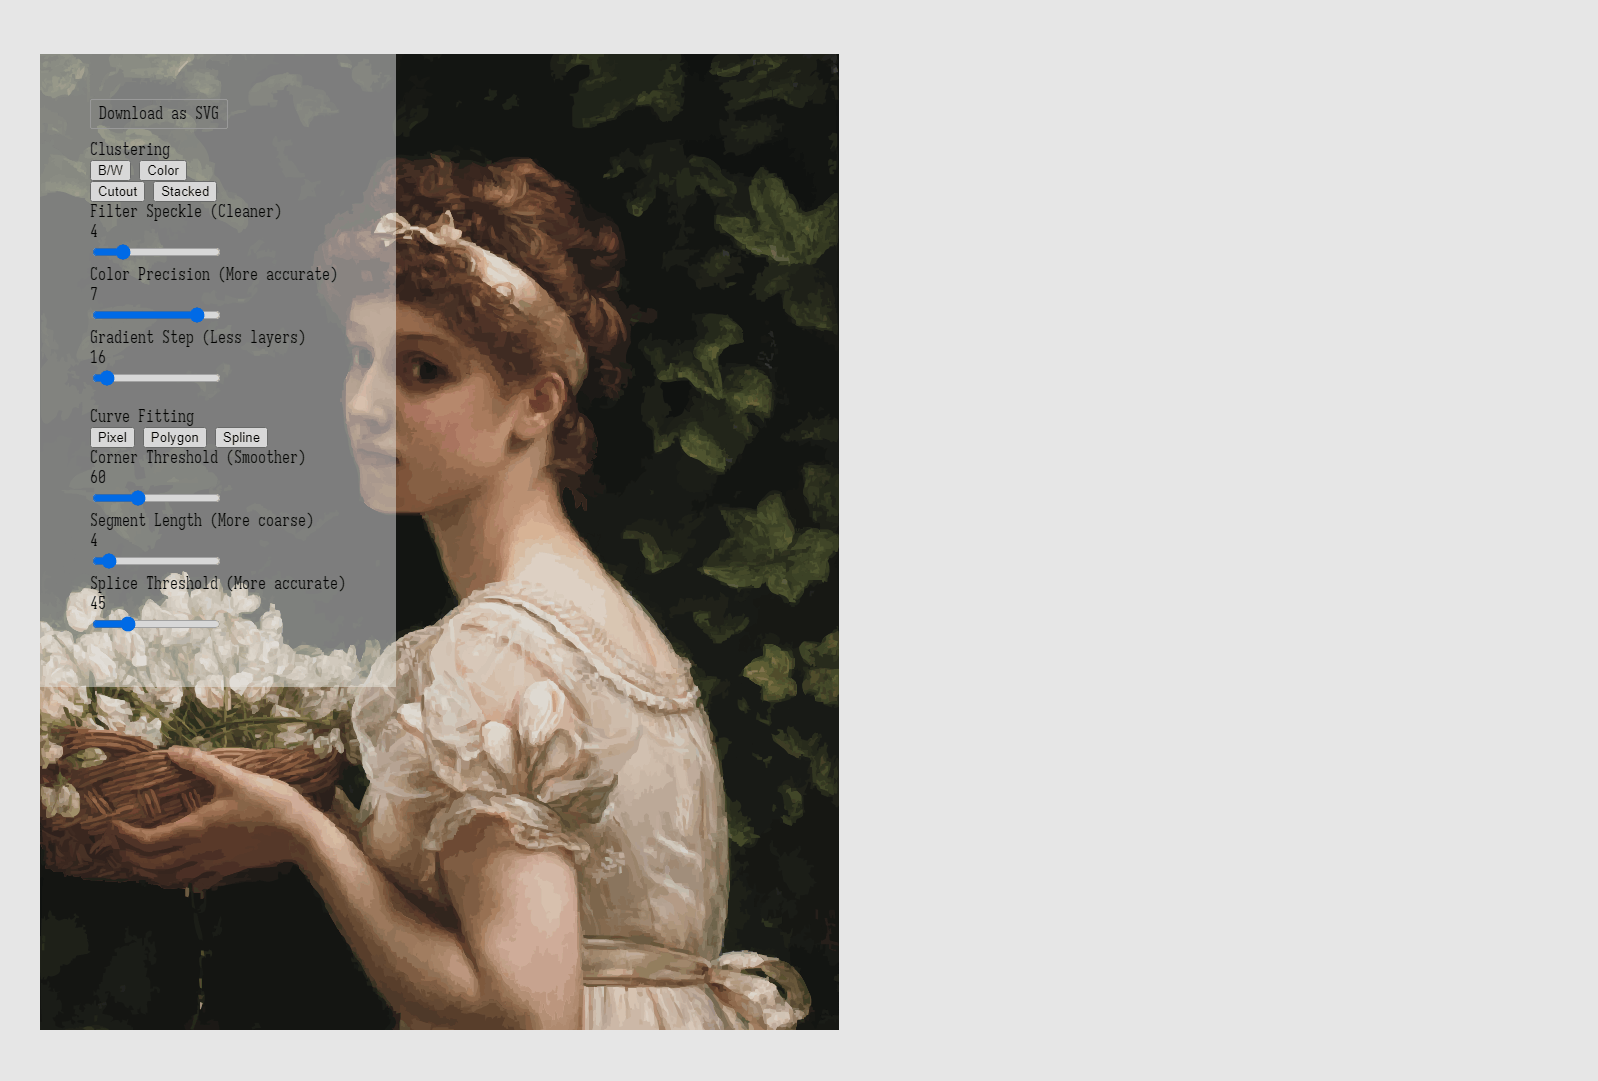 Download as SVG
Clustering
B/W Color
Cutout Stacked
Filter Speckle (Cleaner)
4
Color Precision (More accurate)
7
Gradient Step (Less layers)
16
Curve Fitting
Pixel Polygon Spline
Corner Threshold (Smoother)
60
Segment Length (More coarse)
4
Splice Threshold (More accurate)
45